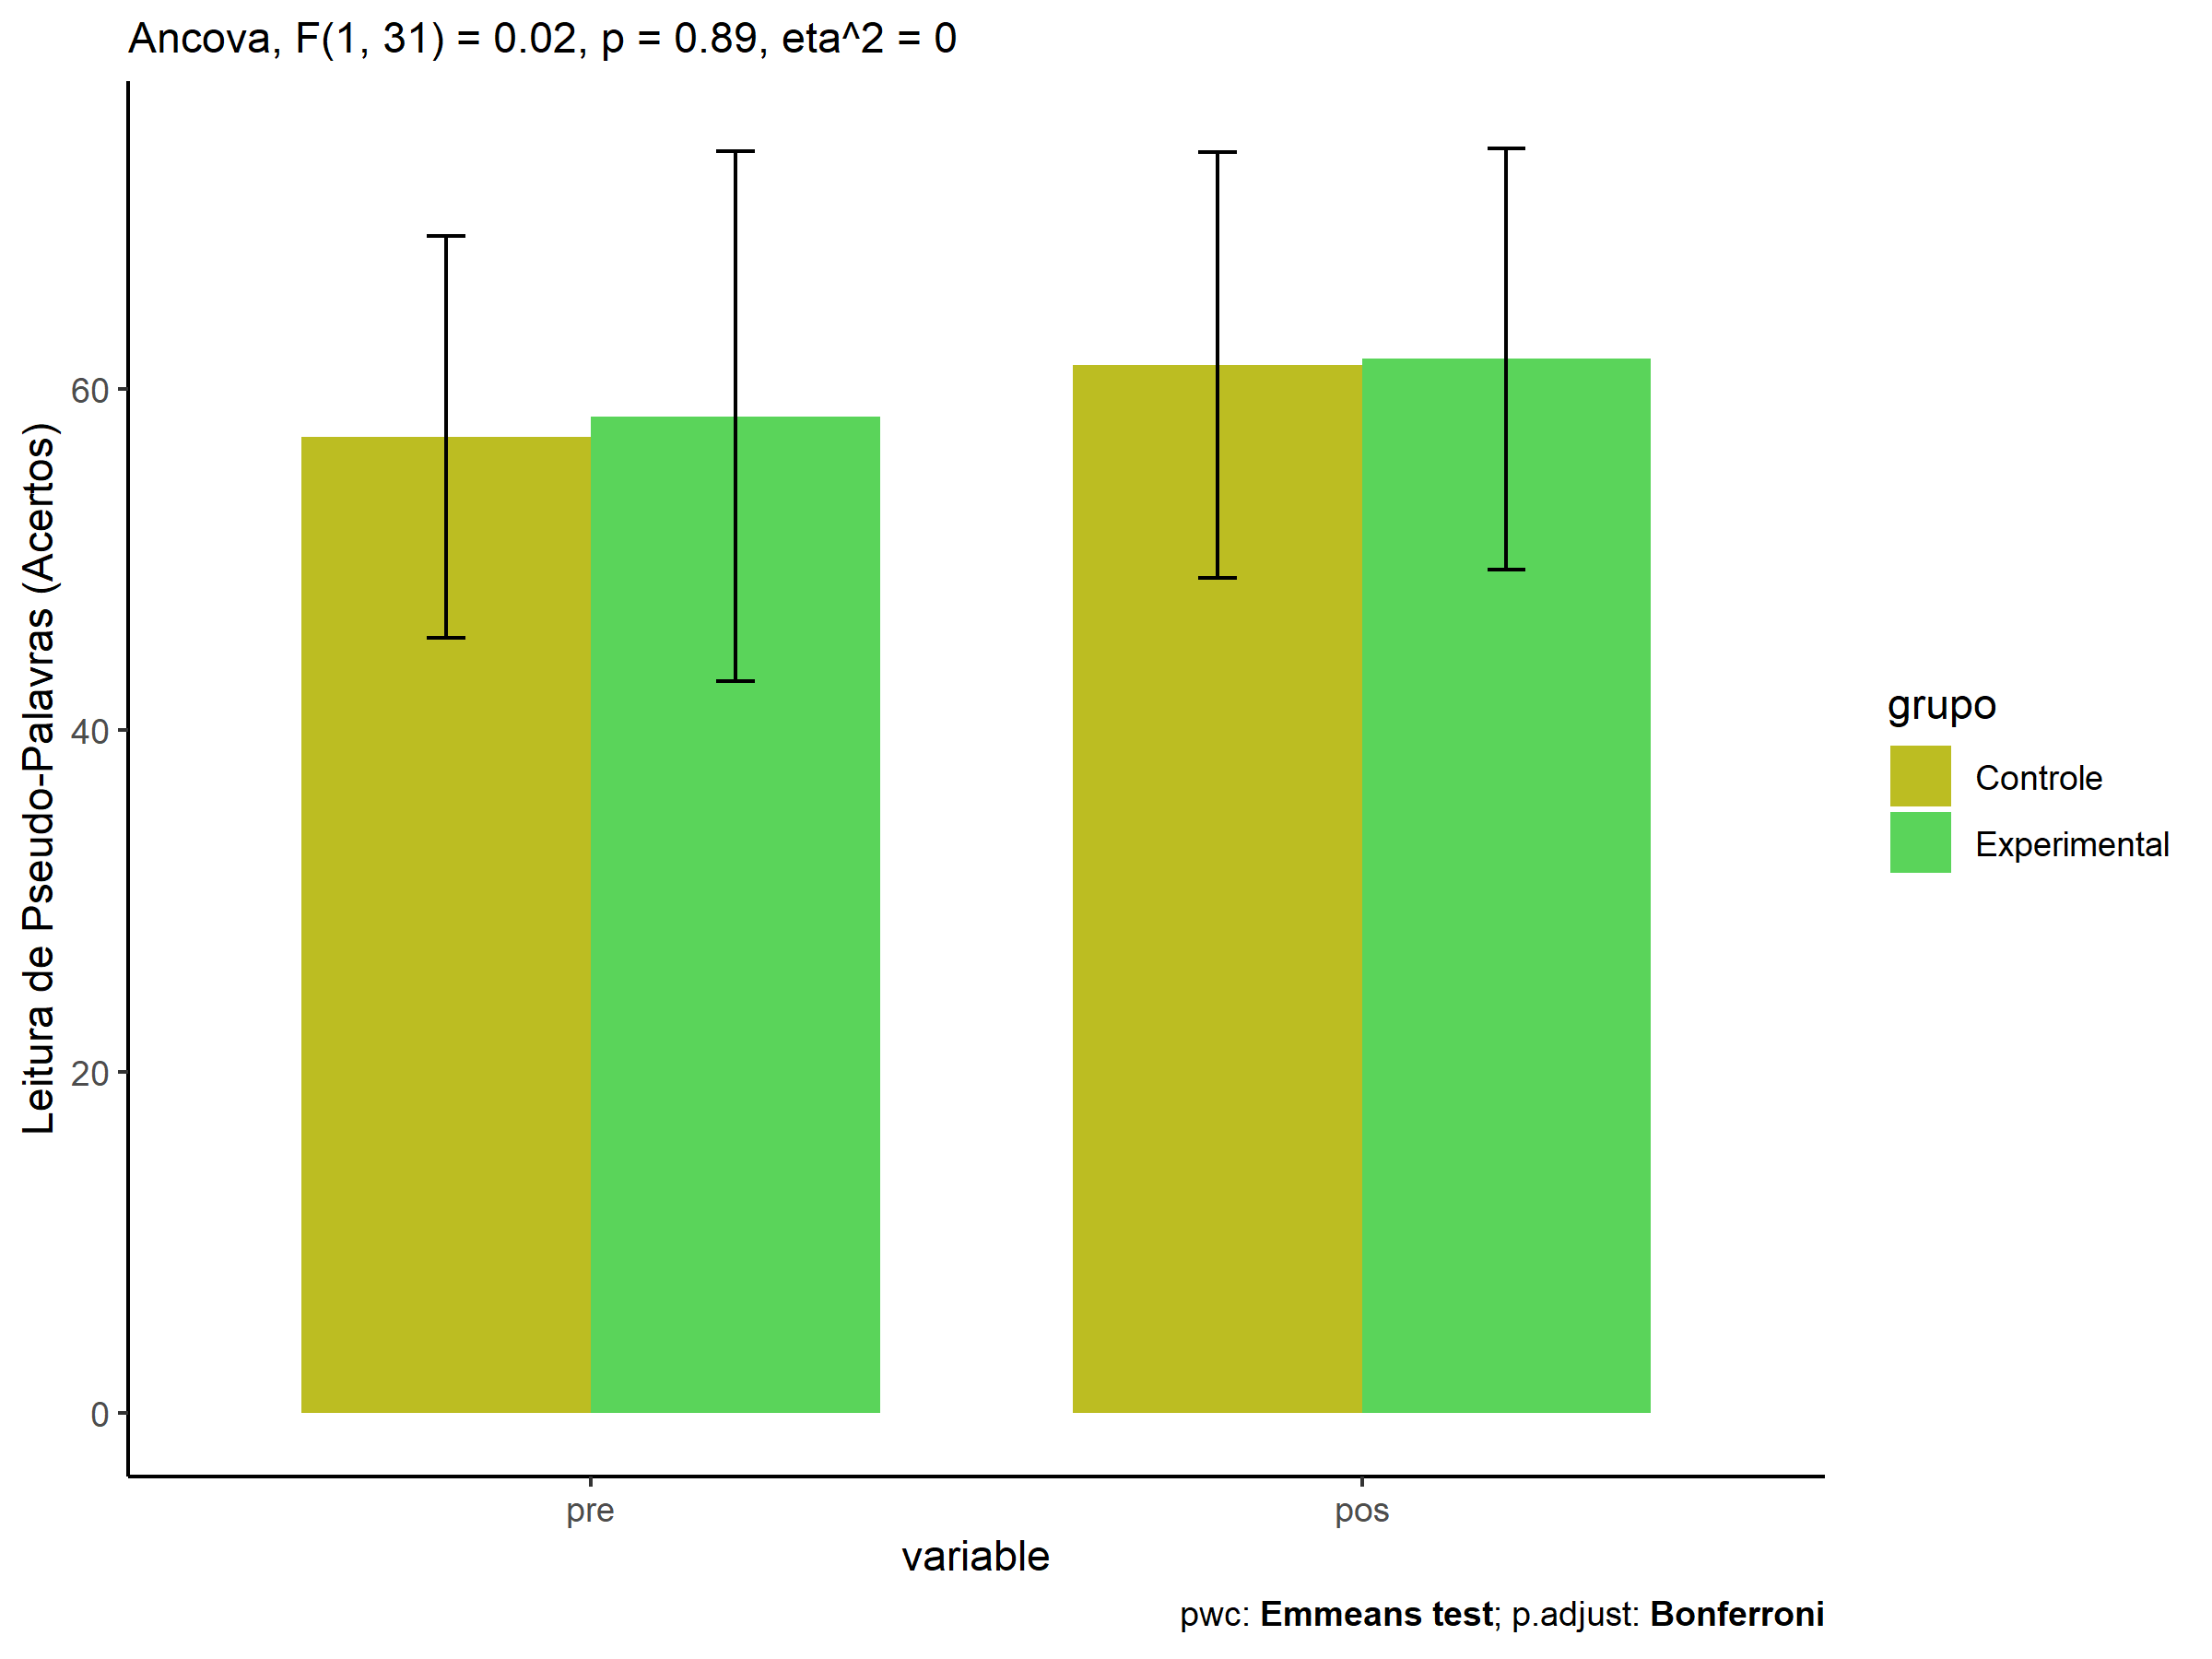 Ancova, F(1, 31) = 0.02, p = 0.89, eta^2 = 0
Leitura de Pseudo-Palavras (Acertos)
60
40
20
0
pre
pos
variable
grupo
Controle
Experimental
pwc: Emmeans test; p.adjust: Bonferroni